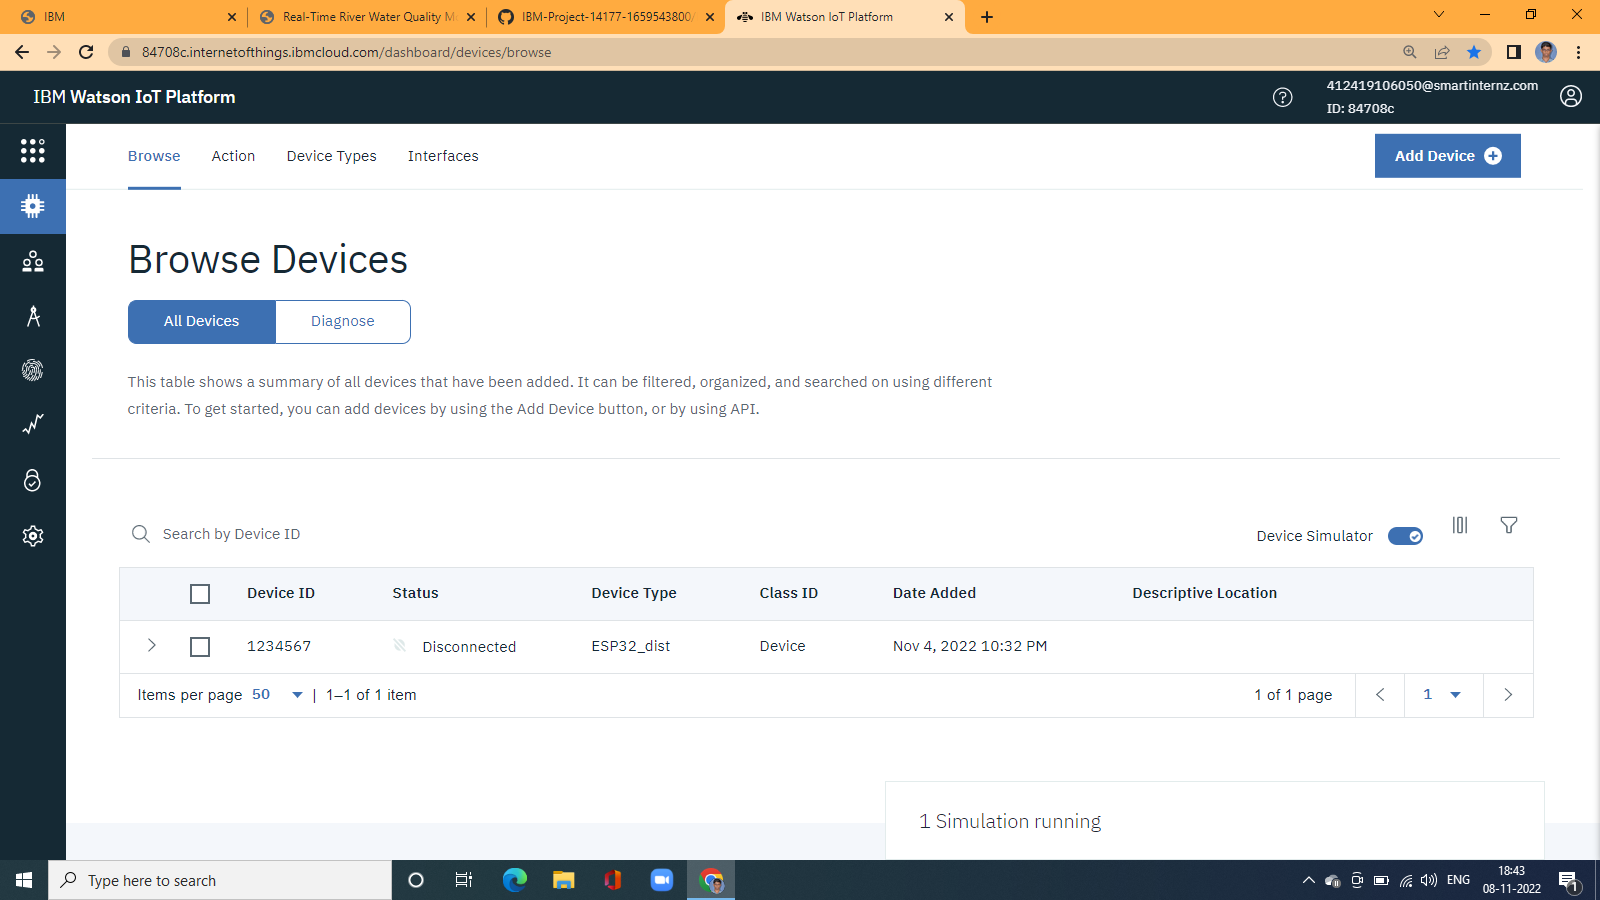 IBM
Real-Time River Water Quality M
IBM-Project-14177-1659543800/
IBM Watson IoT Platform
84708c.internetofthings.ibmcloud.com/dashboard/devices/browse
IBM Watson IoT Platform
412419106050@smartinternz.com
ID: 84708c
Browse
Action
Device Types
Interfaces
Add Device
Browse Devices
All Devices
Diagnose
This table shows a summary of all devices that have been added. It can be filtered, organized, and searched on using different
criteria. To get started, you can add devices by using the Add Device button, or by using API.
Search by Device ID
Device Simulator
Device ID Status Device Type Class ID Date Added Descriptive Location
1234567 Disconnected ESP32_dist Device Nov 4, 2022 10:32 PM
Items per page 50 | 1–1 of 1 item
1 of 1 page
1
1 Simulation running
Type here to search
ENG
18:43
08-11-2022
1